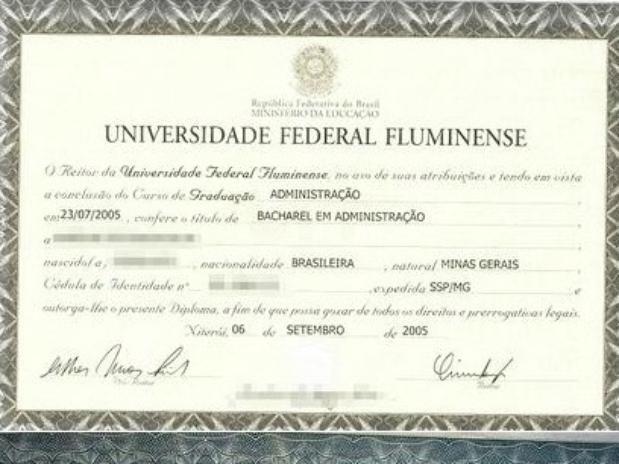 República Federativa do Brasil
MINISTÉRIO DA EDUCAÇÃO
UNIVERSIDADE FEDERAL FLUMINENSE
O Reitor da Universidade Federal Fluminense, no uso de suas atribuições e tendo em vista
a conclusão do Curso de Graduação ADMINISTRAÇÃO
em 23/07/2005 , confere o título de BACHAREL EM ADMINISTRAÇÃO
a
nascido/a, , nacionalidade BRASILEIRA , natural MINAS GERAIS
Cédula de Identidade nº , expedida SSP/MG e
outorga-lhe o presente Diploma, a fim de que possa gozar de todos os direitos e prerrogativas legais.
Niterói, 06 de SETEMBRO de 2005
Reitor